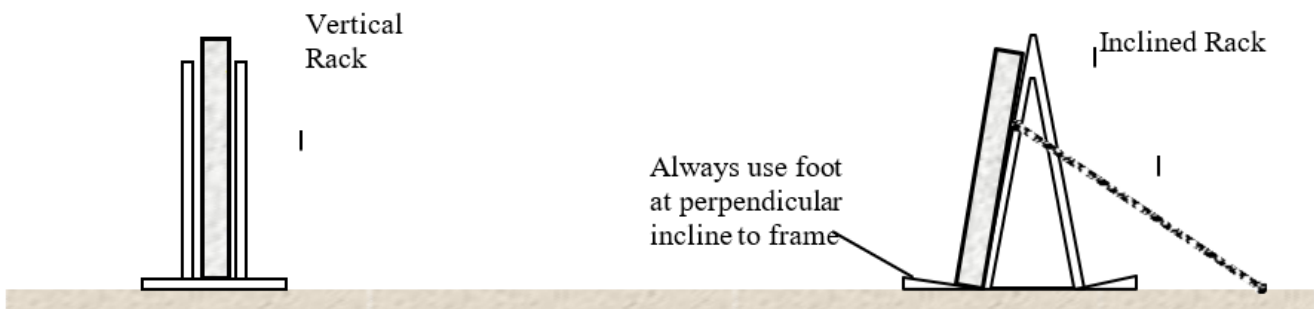 Vertical
Rack
Inclined Rack
Always use foot
at perpendicular
incline to frame